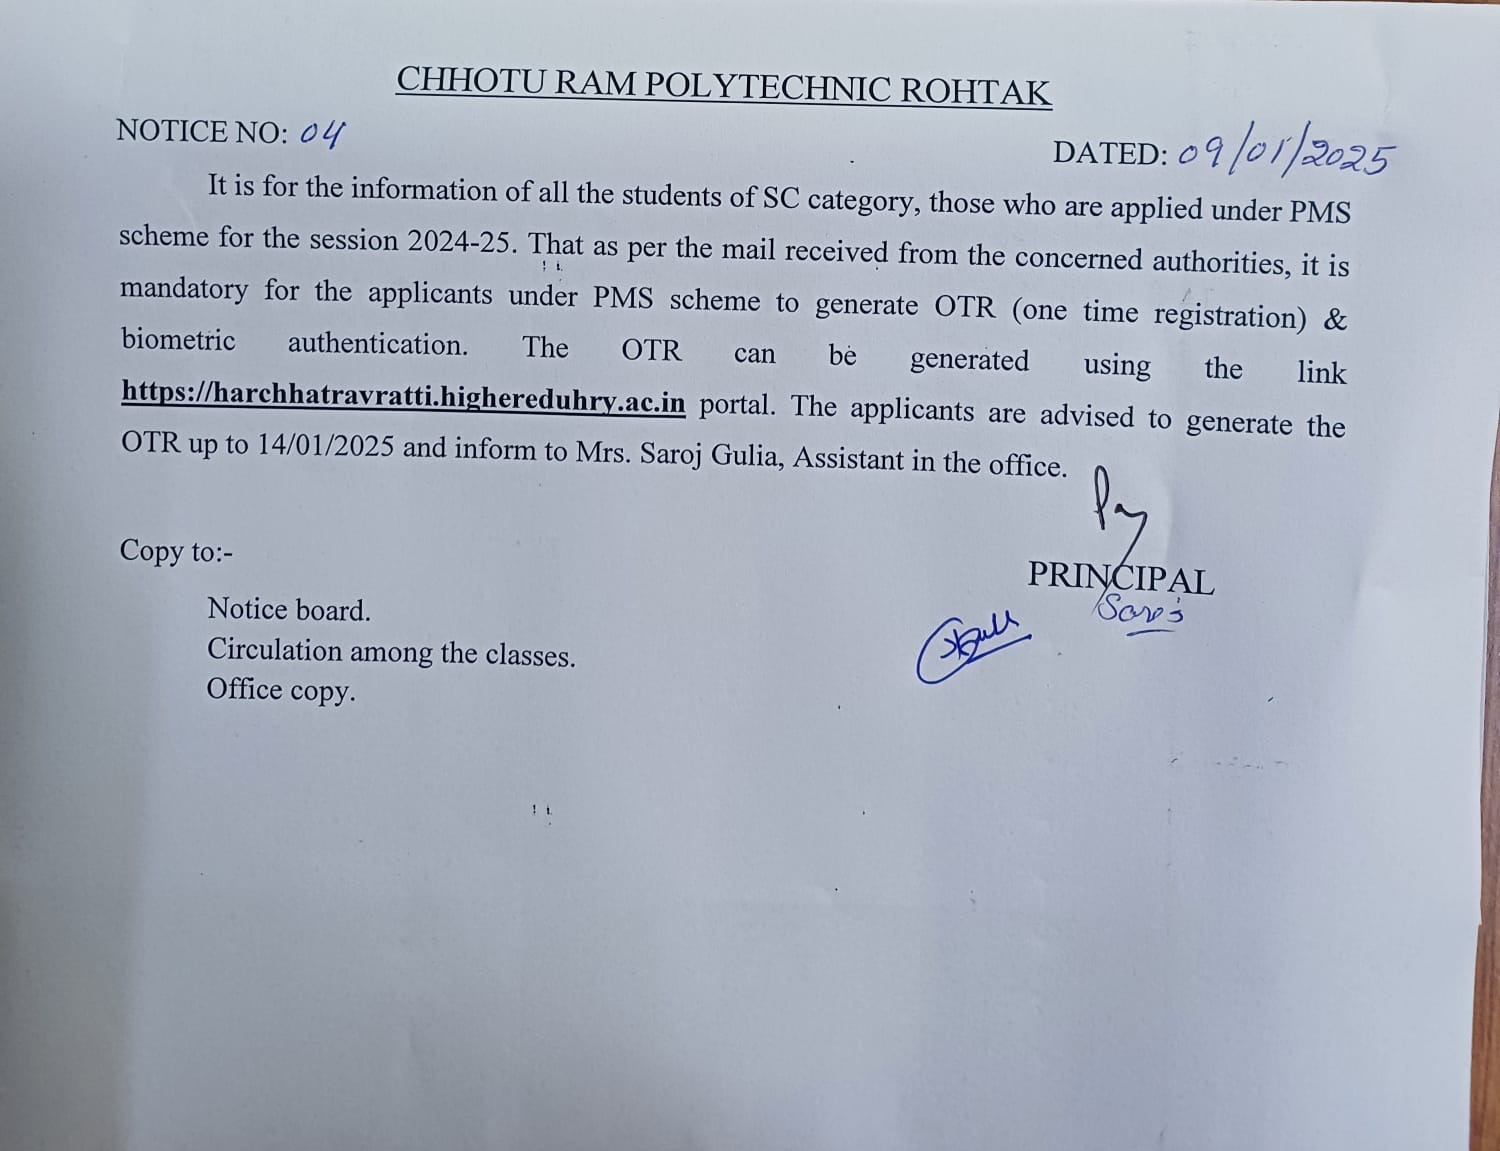 CHHOTU RAM POLYTECHNIC ROHTAK
NOTICE NO: 04
DATED: 09/01/2025
It is for the information of all the students of SC category, those who are applied under PMS
scheme for the session 2024-25. That as per the mail received from the concerned authorities, it is
mandatory for the applicants under PMS scheme to generate OTR (one time registration) &
biometric authentication. The OTR can be generated using the link
https://harchhatravratti.highereduhry.ac.in portal. The applicants are advised to generate the
OTR up to 14/01/2025 and inform to Mrs. Saroj Gulia, Assistant in the office.
Copy to:-
PRINCIPAL
Saroj
Notice board.
Circulation among the classes.
Office copy.